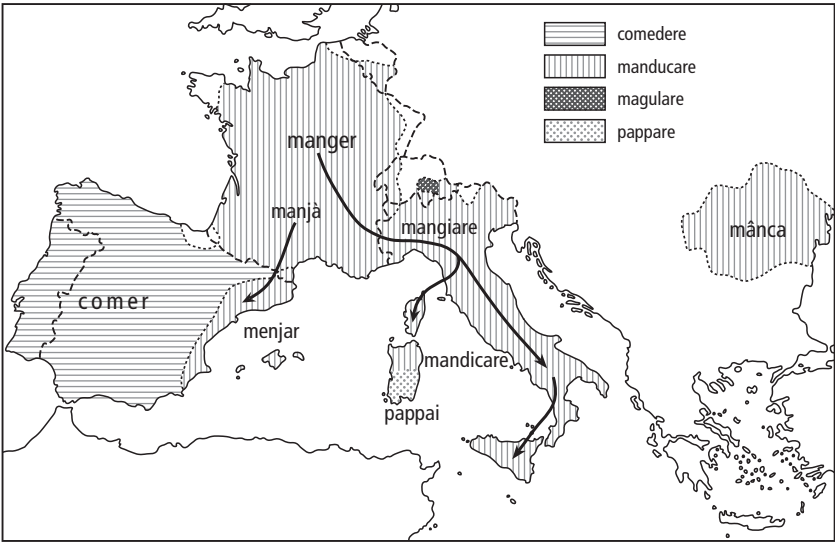 comedere
manducare
magulare
pappare
manger
manjà
mangiare
mânca
comer
menjar
mandicare
pappai